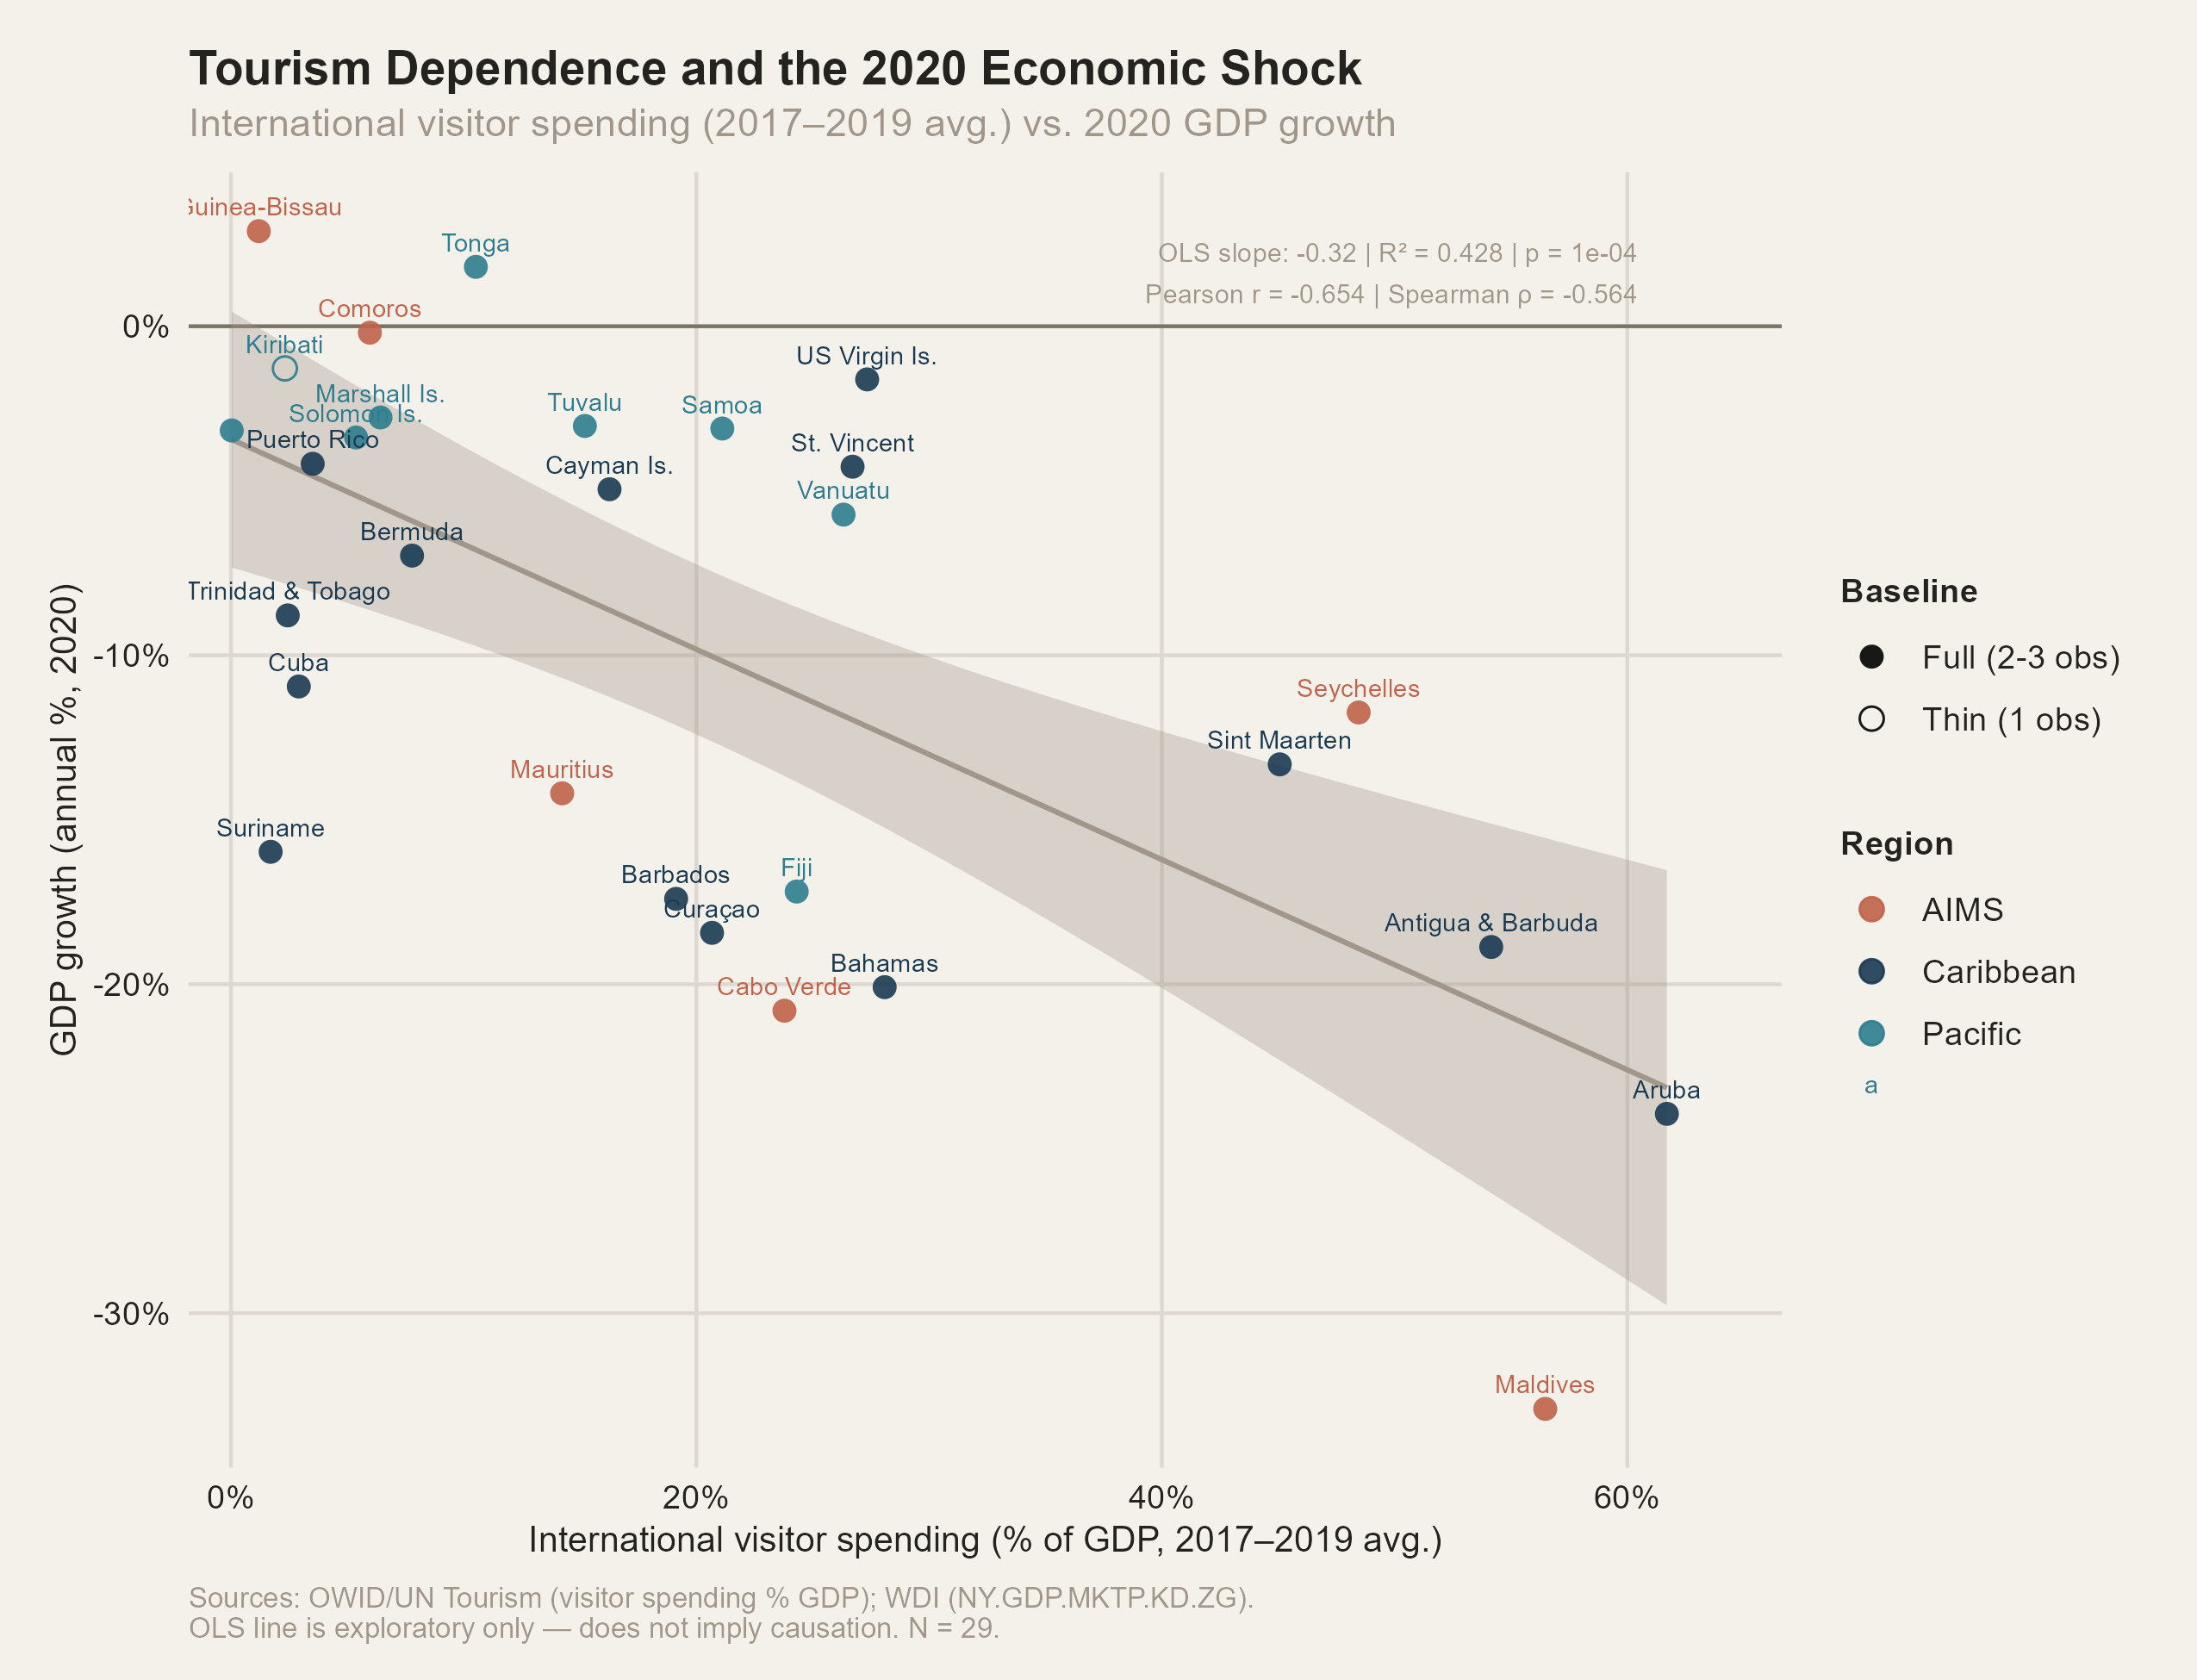 Tourism Dependence and the 2020 Economic Shock
International visitor spending (2017–2019 avg.) vs. 2020 GDP growth
Guinea-Bissau
Tonga
OLS slope: -0.32 | R² = 0.428 | p = 1e-04
Pearson r = -0.654 | Spearman ρ = -0.564
Comoros
0%
Kiribati
US Virgin Is.
Marshall Is.
Tuvalu
Samoa
Solomon Is.
Puerto Rico
St. Vincent
Cayman Is.
Vanuatu
Bermuda
Trinidad & Tobago
-10%
Cuba
Seychelles
Sint Maarten
Mauritius
Suriname
Barbados
Fiji
Curaçao
Antigua & Barbuda
Bahamas
-20%
Cabo Verde
Aruba
-30%
Maldives
GDP growth (annual %, 2020)
0%
20%
40%
60%
International visitor spending (% of GDP, 2017–2019 avg.)
Baseline
Full (2-3 obs)
Thin (1 obs)
Region
AIMS
Caribbean
Pacific
a
Sources: OWID/UN Tourism (visitor spending % GDP); WDI (NY.GDP.MKTP.KD.ZG).
OLS line is exploratory only — does not imply causation. N = 29.